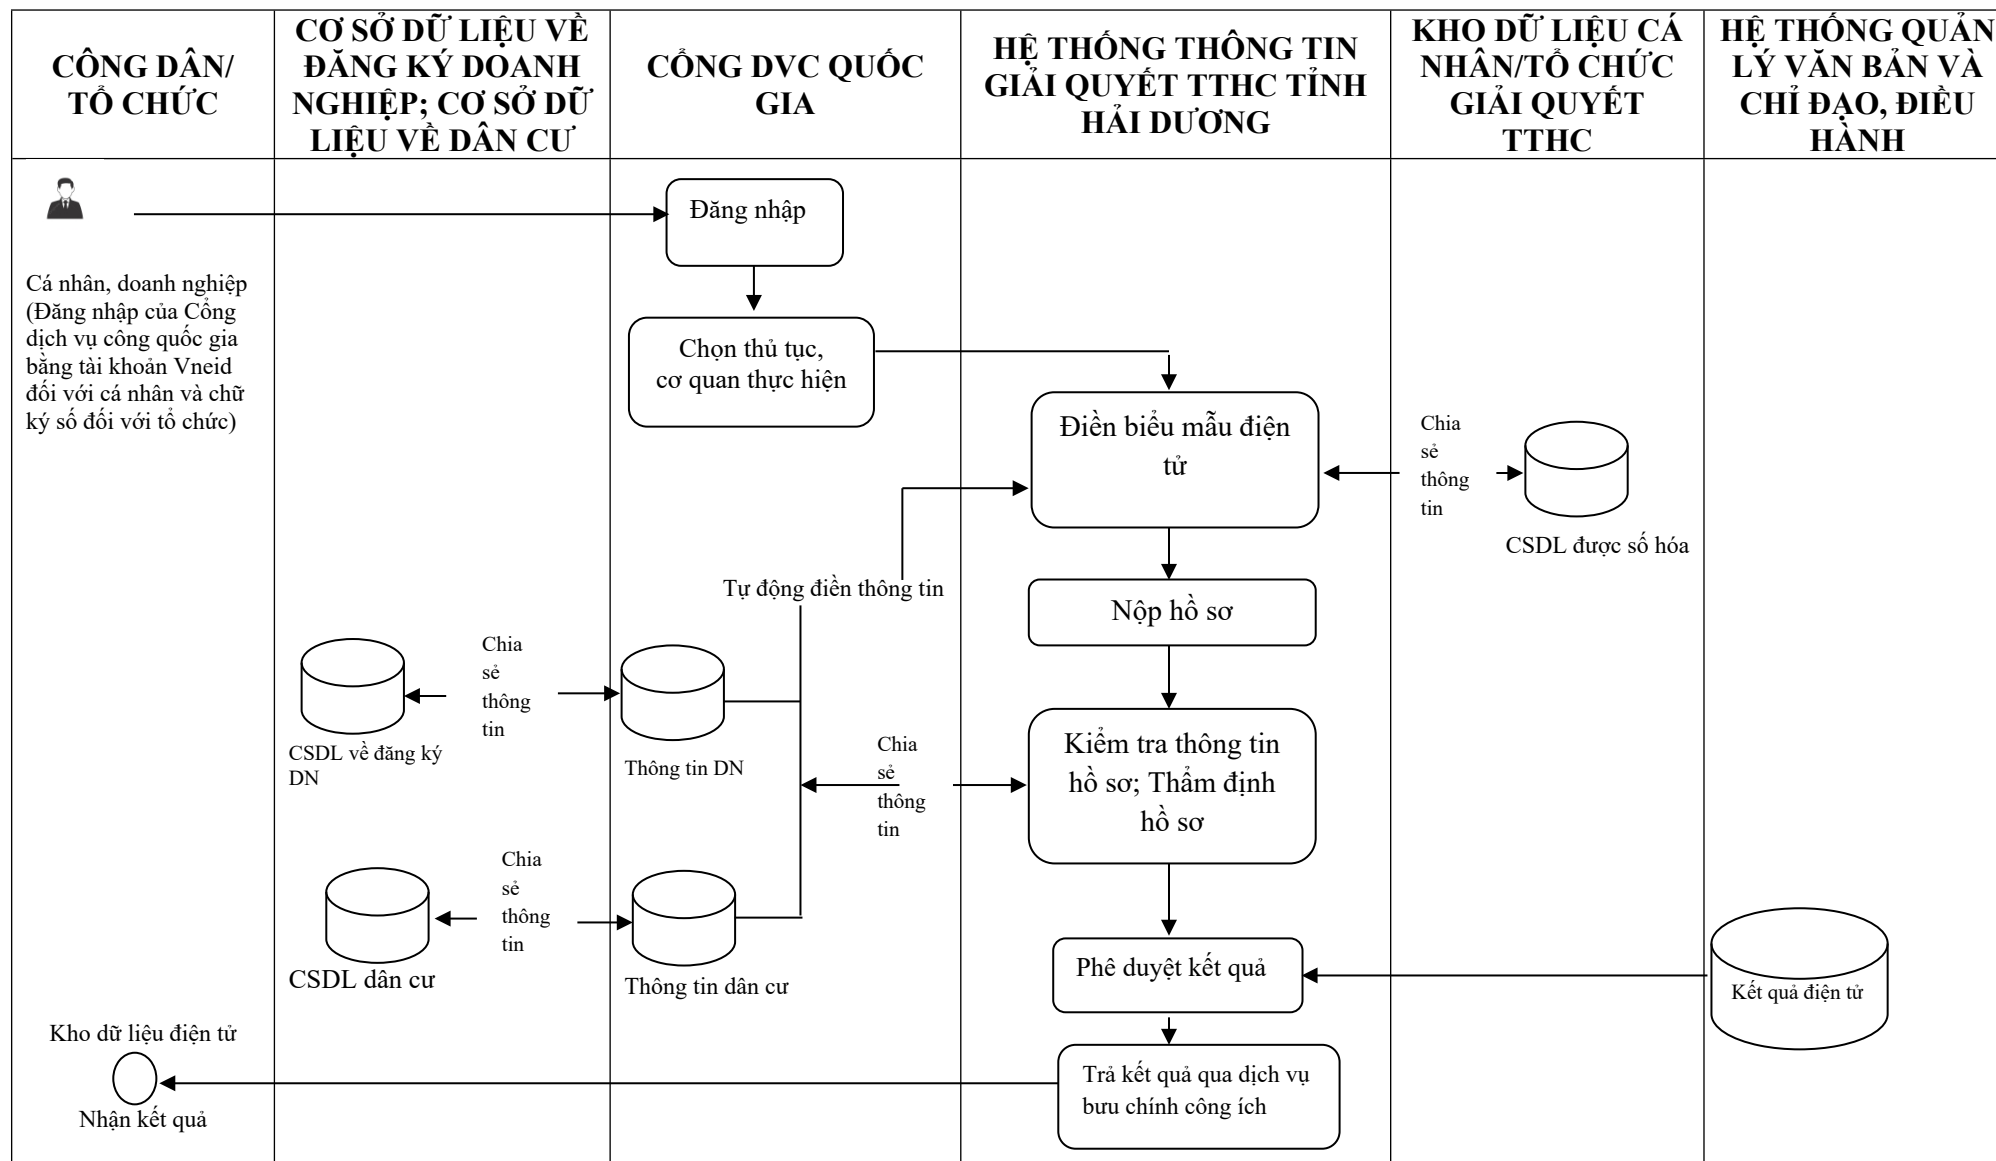 CÔNG DÂN/
TỔ CHỨC
CƠ SỞ DỮ LIỆU VỀ
ĐĂNG KÝ DOANH
NGHIỆP; CƠ SỞ DỮ
LIỆU VỀ DÂN CƯ
CỔNG DVC QUỐC
GIA
HỆ THỐNG THÔNG TIN
GIẢI QUYẾT TTHC TỈNH
HẢI DƯƠNG
KHO DỮ LIỆU CÁ
NHÂN/TỔ CHỨC
GIẢI QUYẾT
TTHC
HỆ THỐNG QUẢN
LÝ VĂN BẢN VÀ
CHỈ ĐẠO, ĐIỀU
HÀNH
Đăng nhập
Cá nhân, doanh nghiệp
(Đăng nhập của Cổng
dịch vụ công quốc gia
bằng tài khoản Vneid
đối với cá nhân và chữ
ký số đối với tổ chức)
Chọn thủ tục,
cơ quan thực hiện
Điền biểu mẫu điện
tử
Chia
sẻ
thông
tin
CSDL được số hóa
Tự động điền thông tin
Nộp hồ sơ
Chia
sẻ
thông
tin
CSDL về đăng ký
DN
Thông tin DN
Chia
sẻ
thông
tin
Kiểm tra thông tin
hồ sơ; Thẩm định
hồ sơ
Chia
sẻ
thông
tin
CSDL dân cư
Thông tin dân cư
Phê duyệt kết quả
Kết quả điện tử
Kho dữ liệu điện tử
Nhận kết quả
Trả kết quả qua dịch vụ
bưu chính công ích